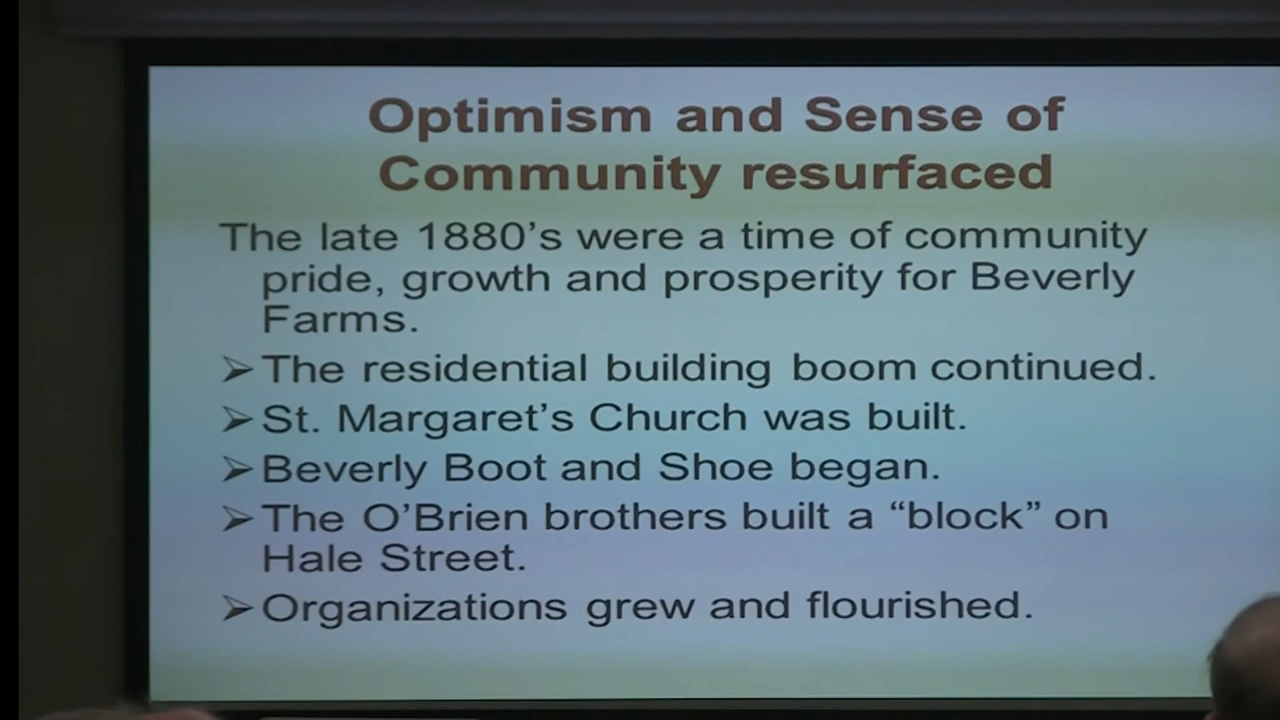 Optimism and Sense of
Community resurfaced
The late 1880’s were a time of community
pride, growth and prosperity for Beverly
Farms.
➢ The residential building boom continued.
➢ St. Margaret’s Church was built.
➢ Beverly Boot and Shoe began.
➢ The O’Brien brothers built a “block” on
Hale Street.
➢ Organizations grew and flourished.